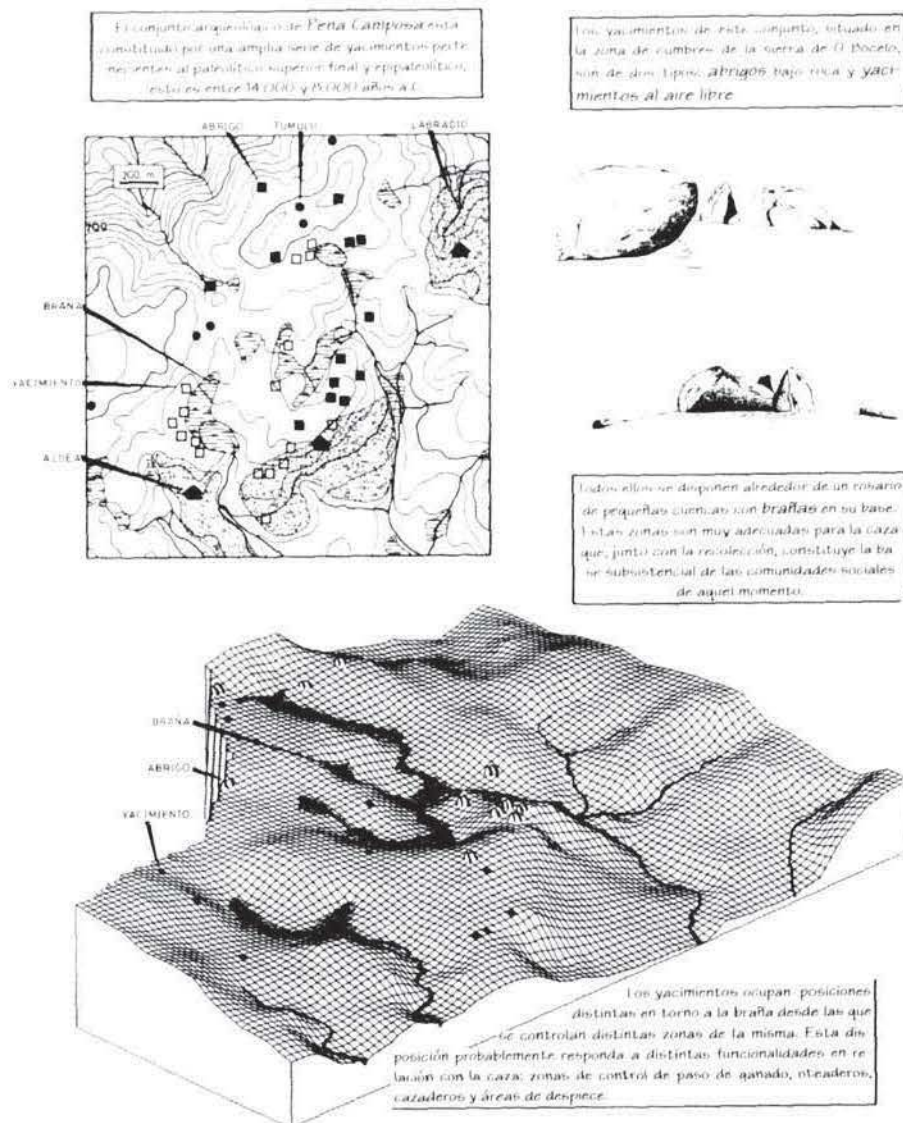 El conjunto arqueológico de Pena Camposa está
constituido por una amplia serie de yacimientos perte
necientes al paleolítico superior final y epipaleolítico,
esto es entre 14.000 y 8.000 años a.C.
Los yacimientos de este conjunto, situado en
la zona de cumbres de la sierra de O Bocelo,
son de dos tipos: abrigos bajo roca y yaci-
mientos al aire libre
ABRIGO TUMULO LABRADIO
200 m.
700
BRAÑA
YACIMIENTO
ALDEA
Todos ellos se disponen alrededor de un rosario
de pequeñas cuencas con brañas en su base.
Estas zonas son muy adecuadas para la caza
que, junto con la recolección, constituye la ba
se subsistencial de las comunidades sociales
de aquel momento.
BRAÑA
ABRIGO
YACIMIENTO
Los yacimientos ocupan posiciones
distintas en torno a la braña desde las que
se controlan distintas zonas de la misma. Esta dis
posición probablemente responda a distintas funcionalidades en re
lación con la caza: zonas de control de paso de ganado, oteaderos,
cazaderos y áreas de despiece.